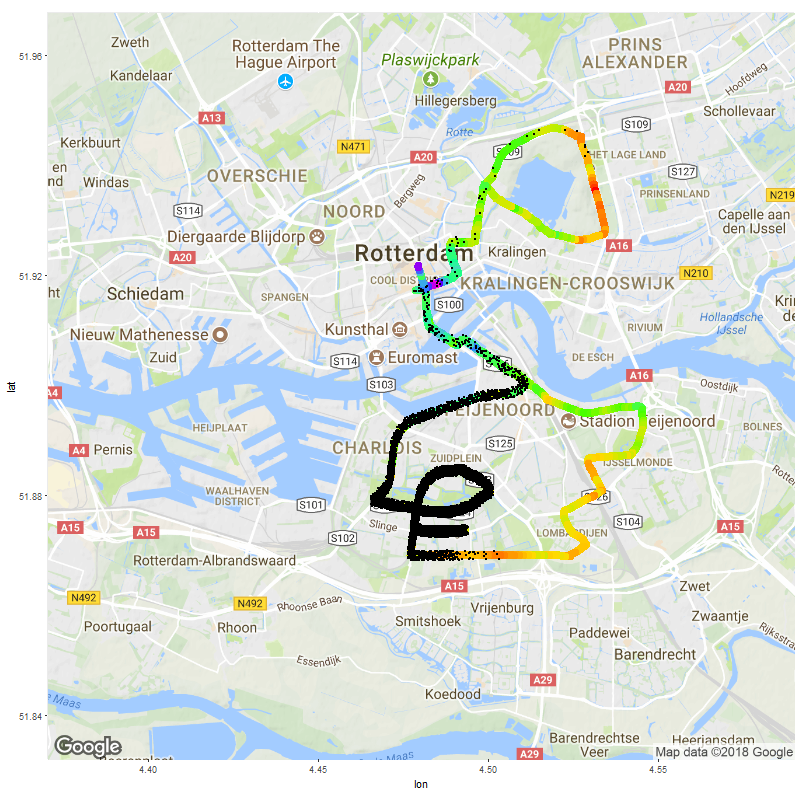 Zweth
Rotterdam The
Hague Airport
Plaswijckpark
PRINS
ALEXANDER
51.96
Kandelaar
A20
Hoofdweg
Hillegersberg
Schollevaar
A13
Rotte
S109
Kerkbuurt
N471
A20
HET LAGE LAND
en
nd
Windas
OVERSCHIE
Bergweg
S127
PRINSENLAND
N219
S114
NOORD
Capelle aan
den IJssel
Diergaarde Blijdorp
Kralingen
A16
Rotterdam
A20
51.92
COOL DIS
N210
ht
Schiedam
SPANGEN
KRALINGEN-CROOSWIJK
S100
Hollandsche
IJssel
Nieuw Mathenesse
Kunsthal
RIVIUM
Zuid
Euromast
S114
DE ESCH
A16
S103
Oostdijk
A4
lat
EIJENOORD
HEIJPLAAT
Stadion Feijenoord
BOLNES
CHARLOIS
S125
A4
Pernis
ZUIDPLEIN
IJSSELMONDE
51.88
WAALHAVEN
DISTRICT
S101
Slinge
S104
A15
A15
S102
LOMBARDIJEN
A15
Rotterdam-Albrandswaard
A15
Zwet
N492
N492
Rhoonse Baan
Vrijenburg
Poortugaal
Rhoon
Smitshoek
Zwaantje
Paddewei
Essendijk
Barendrecht
A29
Koedood
51.84
Barendrechtse
Veer
Heerjansdam
A29
Google
Map data ©2018 Google
4.40
4.45
4.50
4.55
lon